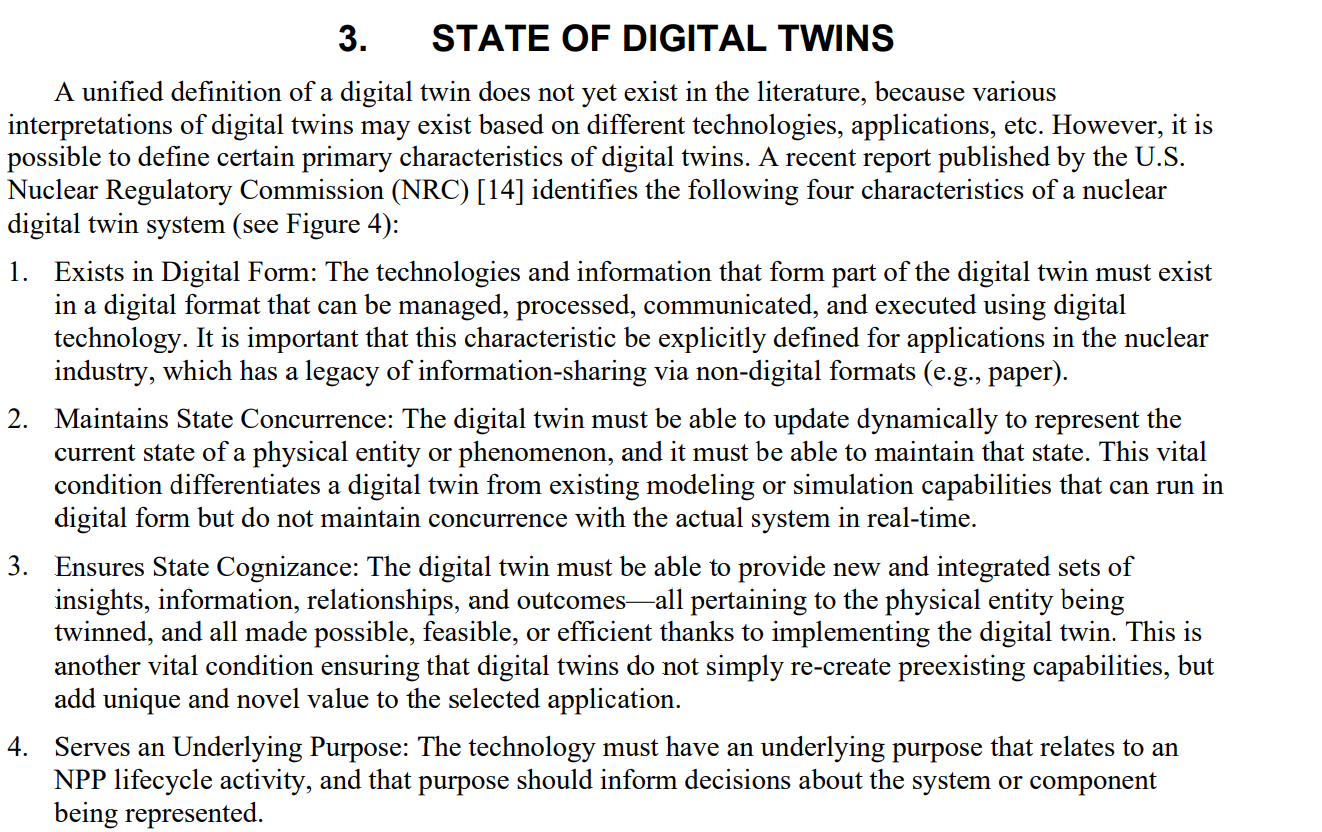 3. STATE OF DIGITAL TWINS
A unified definition of a digital twin does not yet exist in the literature, because various
interpretations of digital twins may exist based on different technologies, applications, etc. However, it is
possible to define certain primary characteristics of digital twins. A recent report published by the U.S.
Nuclear Regulatory Commission (NRC) [14] identifies the following four characteristics of a nuclear
digital twin system (see Figure 4):
1. Exists in Digital Form: The technologies and information that form part of the digital twin must exist
in a digital format that can be managed, processed, communicated, and executed using digital
technology. It is important that this characteristic be explicitly defined for applications in the nuclear
industry, which has a legacy of information-sharing via non-digital formats (e.g., paper).
2. Maintains State Concurrence: The digital twin must be able to update dynamically to represent the
current state of a physical entity or phenomenon, and it must be able to maintain that state. This vital
condition differentiates a digital twin from existing modeling or simulation capabilities that can run in
digital form but do not maintain concurrence with the actual system in real-time.
3. Ensures State Cognizance: The digital twin must be able to provide new and integrated sets of
insights, information, relationships, and outcomes—all pertaining to the physical entity being
twinned, and all made possible, feasible, or efficient thanks to implementing the digital twin. This is
another vital condition ensuring that digital twins do not simply re-create preexisting capabilities, but
add unique and novel value to the selected application.
4. Serves an Underlying Purpose: The technology must have an underlying purpose that relates to an
NPP lifecycle activity, and that purpose should inform decisions about the system or component
being represented.